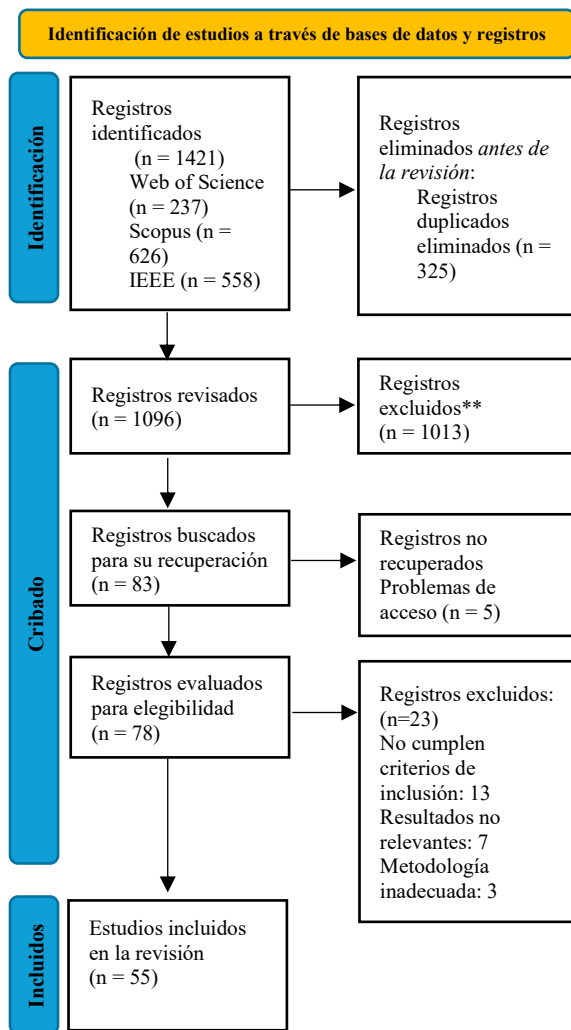 Identificación de estudios a través de bases de datos y registros
Identificación
Registros
identificados
(n = 1421)
Web of Science
(n = 237)
Scopus (n =
626)
IEEE (n = 558)
Registros
eliminados antes de
la revisión:
Registros
duplicados
eliminados (n =
325)
Cribado
Registros revisados
(n = 1096)
Registros
excluidos**
(n = 1013)
Registros buscados
para su recuperación
(n = 83)
Registros no
recuperados
Problemas de
acceso (n = 5)
Registros evaluados
para elegibilidad
(n = 78)
Registros excluidos:
(n=23)
No cumplen
criterios de
inclusión: 13
Resultados no
relevantes: 7
Metodología
inadecuada: 3
Incluidos
Estudios incluidos
en la revisión
(n = 55)